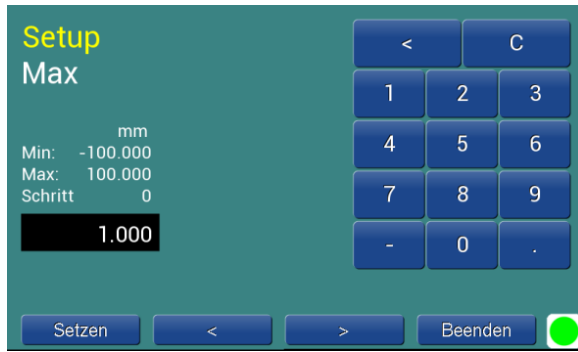 Setup
Max
mm
Min: -100.000
Max: 100.000
Schritt 0
1.000
< C
1 2 3
4 5 6
7 8 9
- 0 .
Setzen < > Beenden